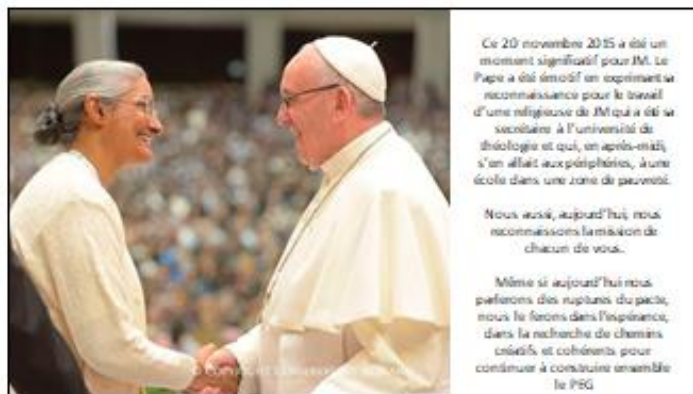 Ce 20 novembre 2015 a été un
moment significatif pour JM. Le
Pape a été émotif en exprimant sa
reconnaissance pour le travail
d'une religieuse de JM qui a été sa
secrétaire à l'université de
théologie et qui, en après-midi,
s'en allait aux périphéries, à une
école dans une zone de pauvreté.
Nous aussi, aujourd'hui, nous
reconnaissons la mission de
chacun de vous.
Même si aujourd'hui nous
parlerons des ruptures du pacte,
nous le ferons dans l'espérance,
dans la recherche de chemins
créatifs et cohérents pour
continuer à construire ensemble
le PEG
© COPYRIGHT